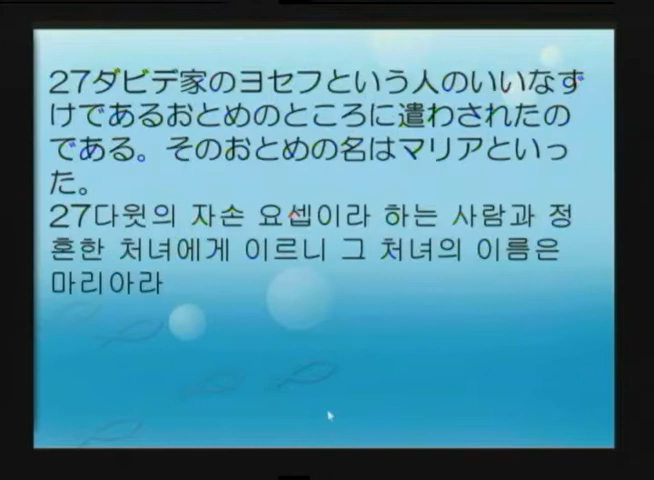 27ダビデ家のヨセフという人のいいなず
けであるおとめのところに遣わされたの
である。そのおとめの名はマリアといっ
た。
27다윗의 자손 요셉이라 하는 사람과 정
혼한 처녀에게 이르니 그 처녀의 이름은
마리아라